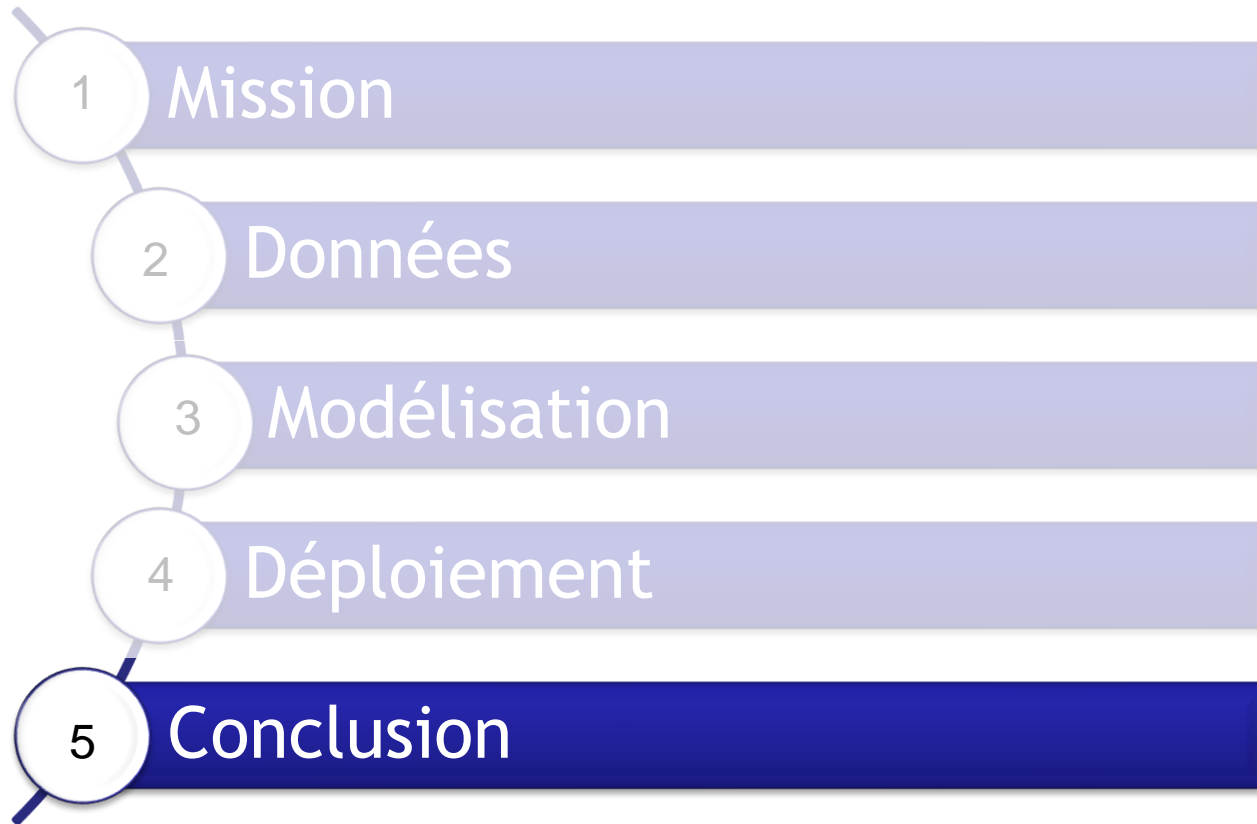 1 Mission
2 Données
3 Modélisation
4 Déploiement
5 Conclusion